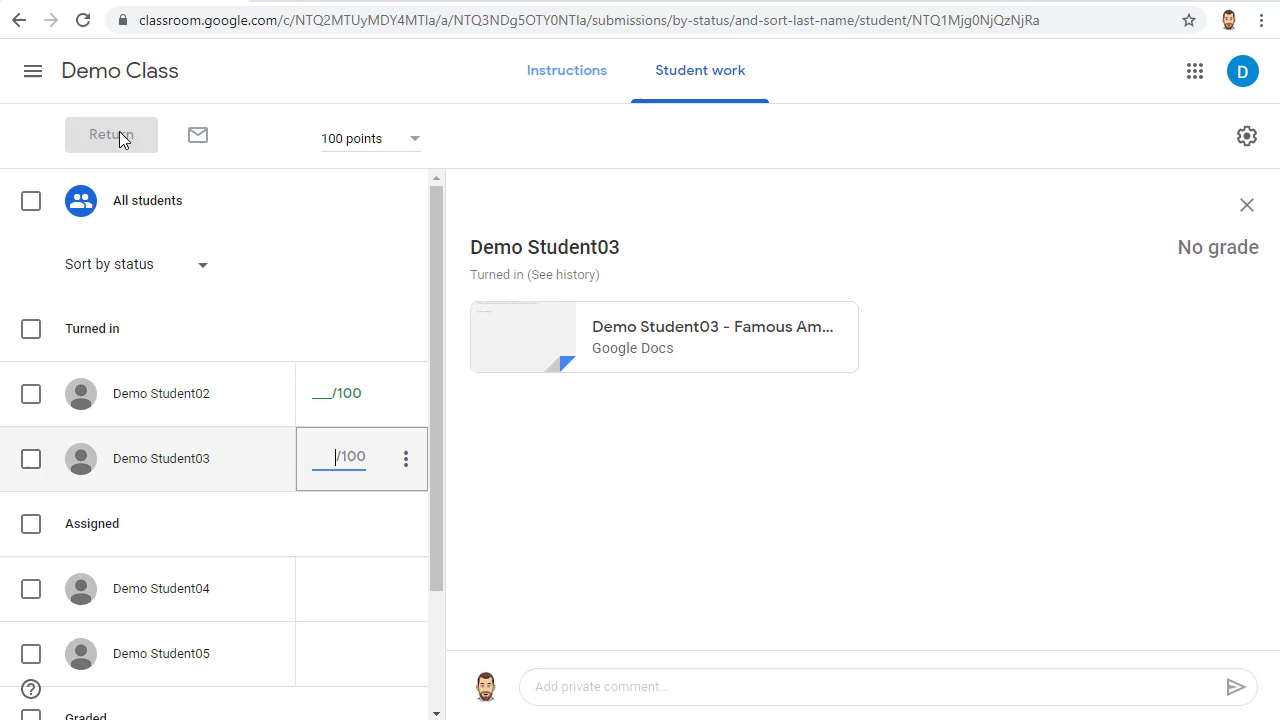 classroom.google.com/c/NTQ2MTUyMDY4MTIa/a/NTQ3NDg5OTY0NTIa/submissions/by-status/and-sort-last-name/student/NTQ1Mjg0NjQzNjRa
Demo Class
Instructions
Student work
D
Return
100 points
All students
Sort by status
Turned in
Demo Student02
__/100
Demo Student03
/100
Assigned
Demo Student04
Demo Student05
Graded
Demo Student03
No grade
Turned in (See history)
Demo Student03 - Famous Am...
Google Docs
Add private comment...